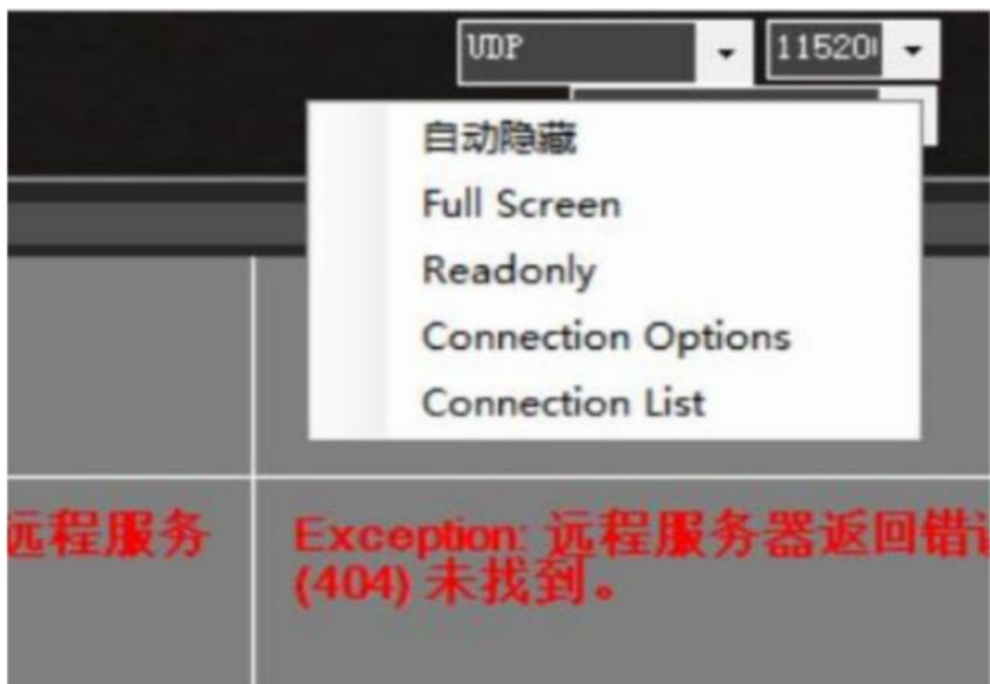 UDP
11520
自动隐藏
Full Screen
Readonly
Connection Options
Connection List
远程服务
Exception: 远程服务器返回错
(404) 未找到。